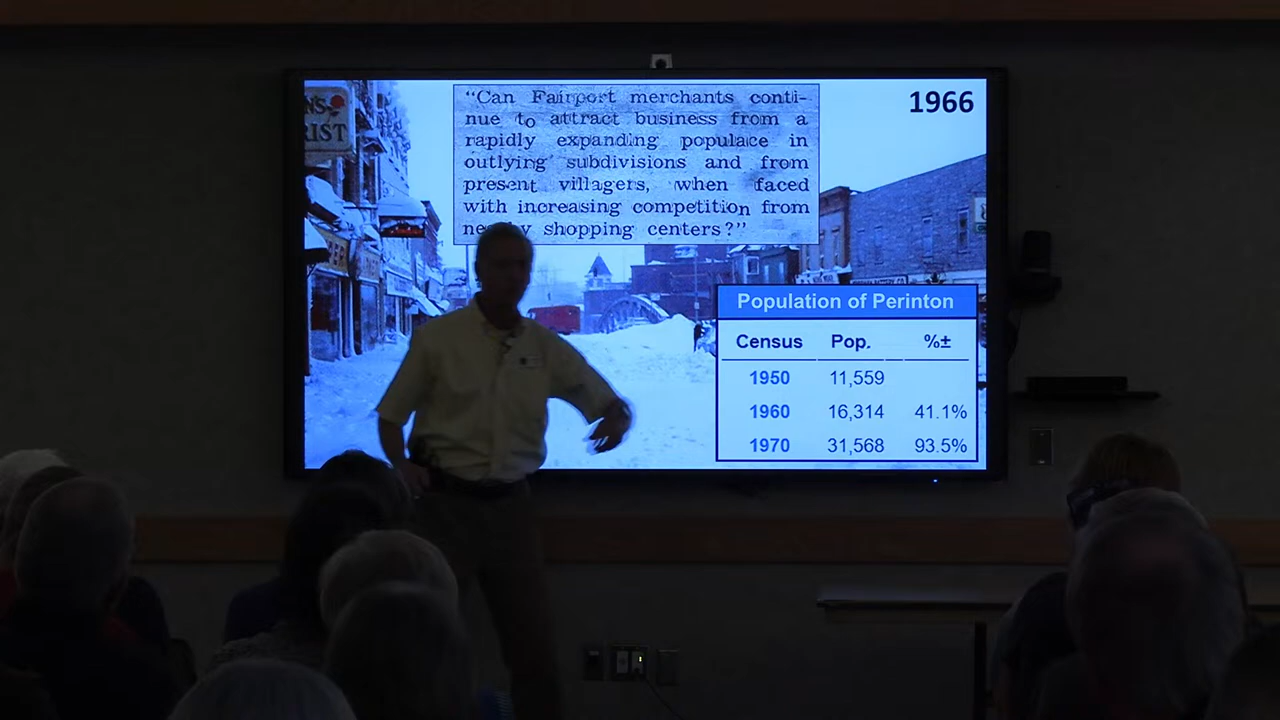 1966
“Can Fairport merchants conti-
nue to attract business from a
rapidly expanding populace in
outlying subdivisions and from
present villagers, when faced
with increasing competition from
shopping centers?”
Population of Perinton
Census Pop. %±
1950 11,559
1960 16,314 41.1%
1970 31,568 93.5%